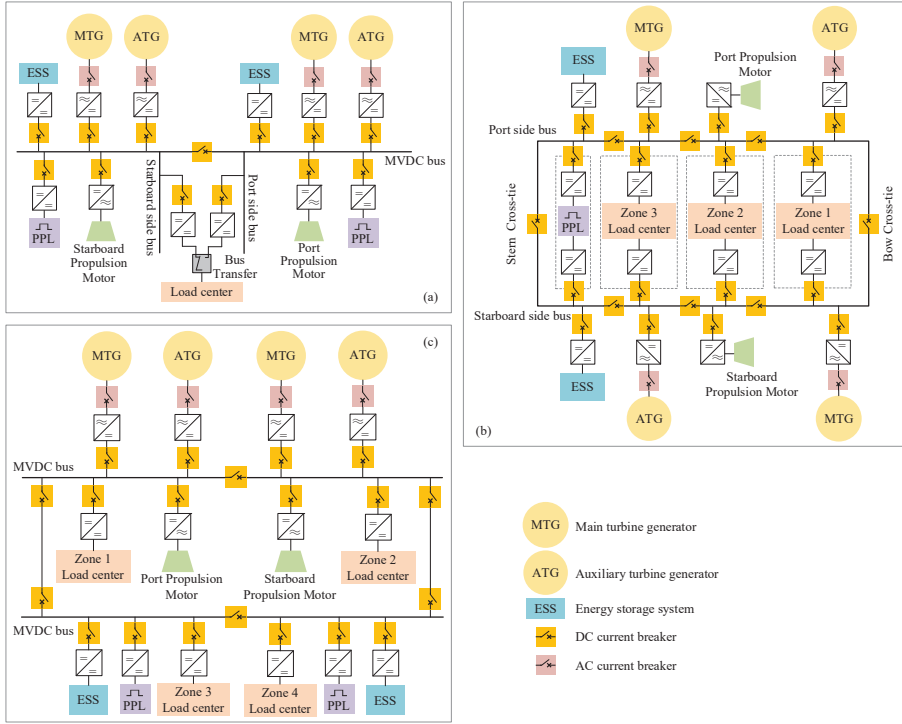 MTG
ATG
MTG
ATG
ESS
ESS
MVDC bus
Starboard side bus
Port side bus
PPL
PPL
Starboard
Propulsion
Motor
Port
Propulsion
Motor
Bus
Transfer
Load center
(a)
MTG
ATG
ESS
Port Propulsion
Motor
Port side bus
Stern Cross-tie
Bow Cross-tie
PPL
Zone 3
Load center
Zone 2
Load center
Zone 1
Load center
Starboard side bus
ESS
Starboard
Propulsion Motor
ATG
MTG
(b)
(c)
MTG
ATG
MTG
ATG
MVDC bus
Zone 1
Load center
Port Propulsion
Motor
Starboard
Propulsion Motor
Zone 2
Load center
MVDC bus
ESS
PPL
Zone 3
Load center
Zone 4
Load center
PPL
ESS
MTG
Main turbine generator
ATG
Auxiliary turbine generator
ESS
Energy storage system
DC current breaker
AC current breaker